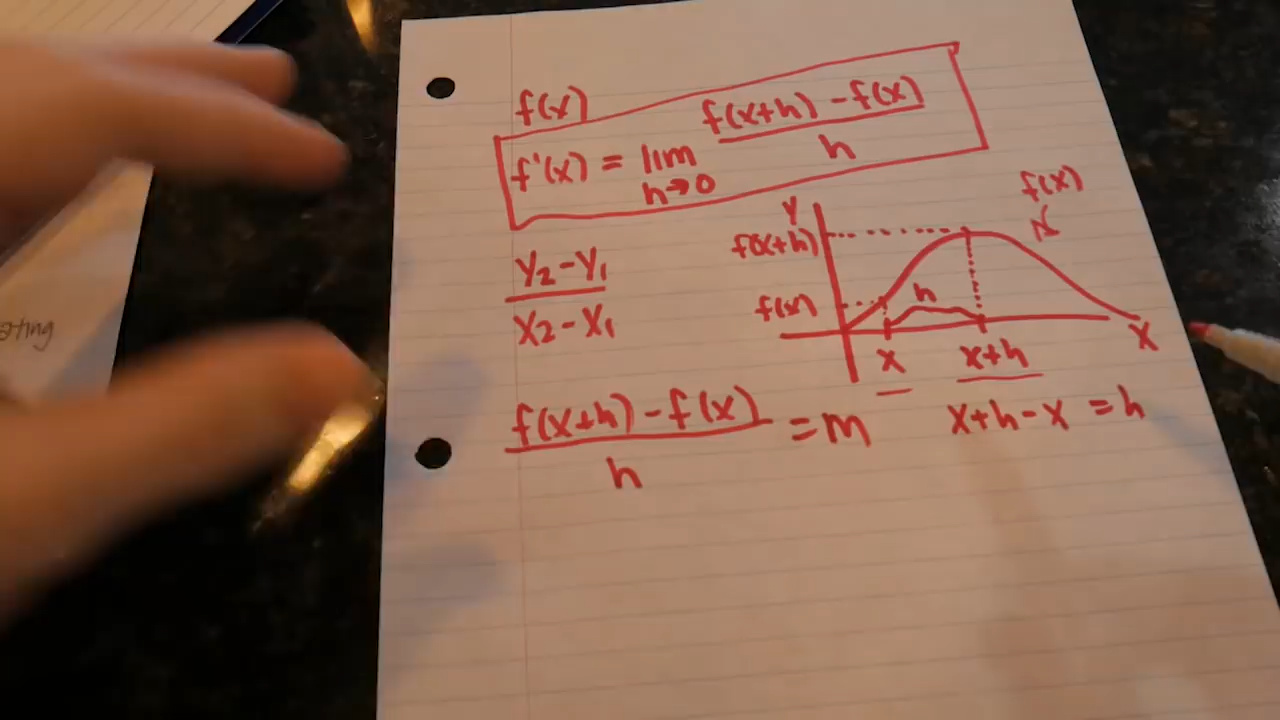 f(x)
f'(x) = lim h→0 f(x+h) - f(x) / h
y₂ - y₁ / x₂ - x₁
f(x+h) - f(x) / h = m
f(x)
y
f(x+h)
f(x)
h
x
x+h
x
x+h-x = h
ating